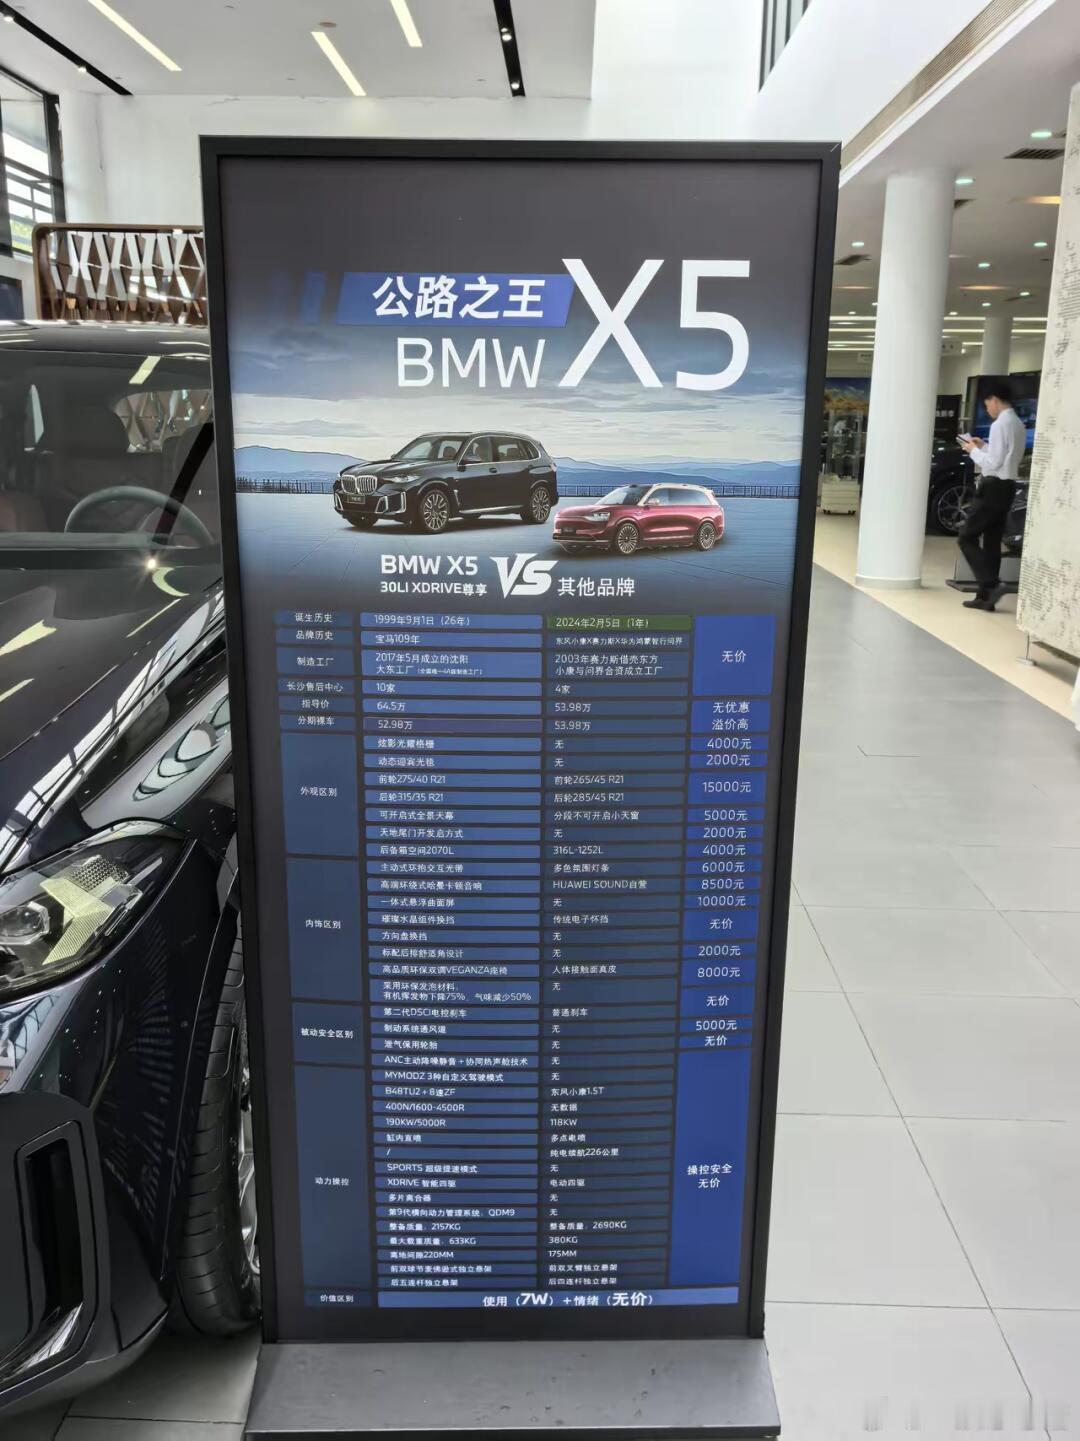 公路之王
BMW X5
BMW X5
30LI XDRIVE尊享
VS 其他品牌
诞生历史 1999年9月1日（26年） 2024年2月5日（1年）
品牌历史 宝马109年 东风小康X赛力斯X华为鸿蒙智行问界
无价
制造工厂 2017年5月成立的沈阳 2003年赛力斯借壳东方
大东工厂（全国唯一4A级制造工厂） 小康与问界合资成立工厂
长沙售后中心 10家 4家
指导价 64.5万 53.98万 无优惠
分期裸车 52.98万 53.98万 溢价高
外观区别
炫影光耀格栅 无 4000元
动态迎宾光毯 无 2000元
前轮275/40 R21 前轮265/45 R21
15000元
后轮315/35 R21 后轮285/45 R21
可开启式全景天幕 分段不可开启小天窗 5000元
天地尾门开发启方式 无 2000元
后备箱空间2070L 316L-1252L 4000元
内饰区别
主动式环抱交互光带 多色氛围灯条 6000元
高端环绕式哈曼卡顿音响 HUAWEI SOUND自营 8500元
一体式悬浮曲面屏 无 10000元
璀璨水晶组件换挡 传统电子怀挡
无价
方向盘换挡 无
标配后排舒适角设计 无 2000元
高品质环保双调VEGANZA座椅 人体接触面真皮 8000元
采用环保发泡材料， 无
有机挥发物下降75%、气味减少50%
无价
被动安全区别
第二代DSCI电控刹车 普通刹车
制动系统通风道 无 5000元
泄气保用轮胎 无 无价
ANC主动降噪静音＋协同热声舱技术 无
动力操控
MYMODZ 3种自定义驾驶模式 无
B48TU2＋8速ZF 东风小康1.5T
400N/1600-4500R 无数据
190KW/5000R 118KW
缸内直喷 多点电喷
/ 纯电续航226公里
SPORTS 超级提速模式 无
操控安全
无价
XDRIVE 智能四驱 电动四驱
多片离合器 无
第9代横向动力管理系统，QDM9 无
整备质量，2157KG 整备质量，2690KG
最大载重质量，633KG 380KG
离地间隙220MM 175MM
前双球节麦佛逊式独立悬架 前双叉臂独立悬架
后五连杆独立悬架 后四连杆独立悬架
价值区别 使用（7W）＋情绪（无价）